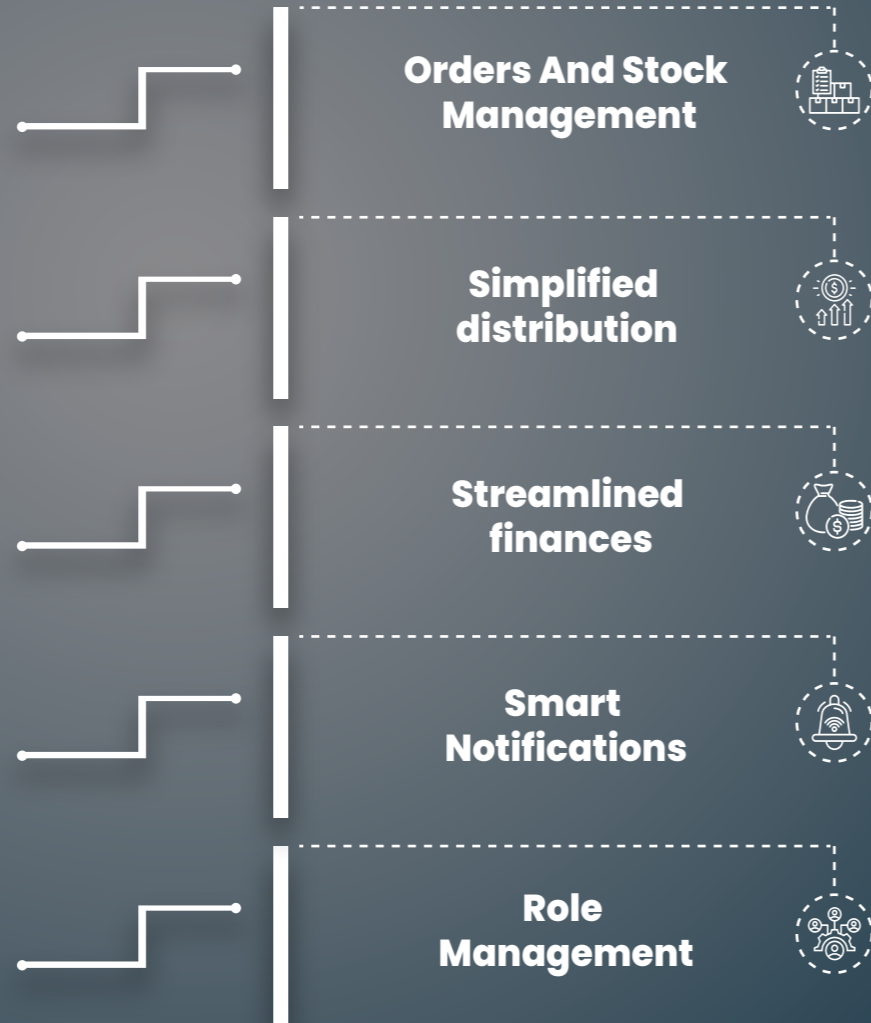 Orders And Stock
Management
Simplified
distribution
Streamlined
finances
Smart
Notifications
Role
Management